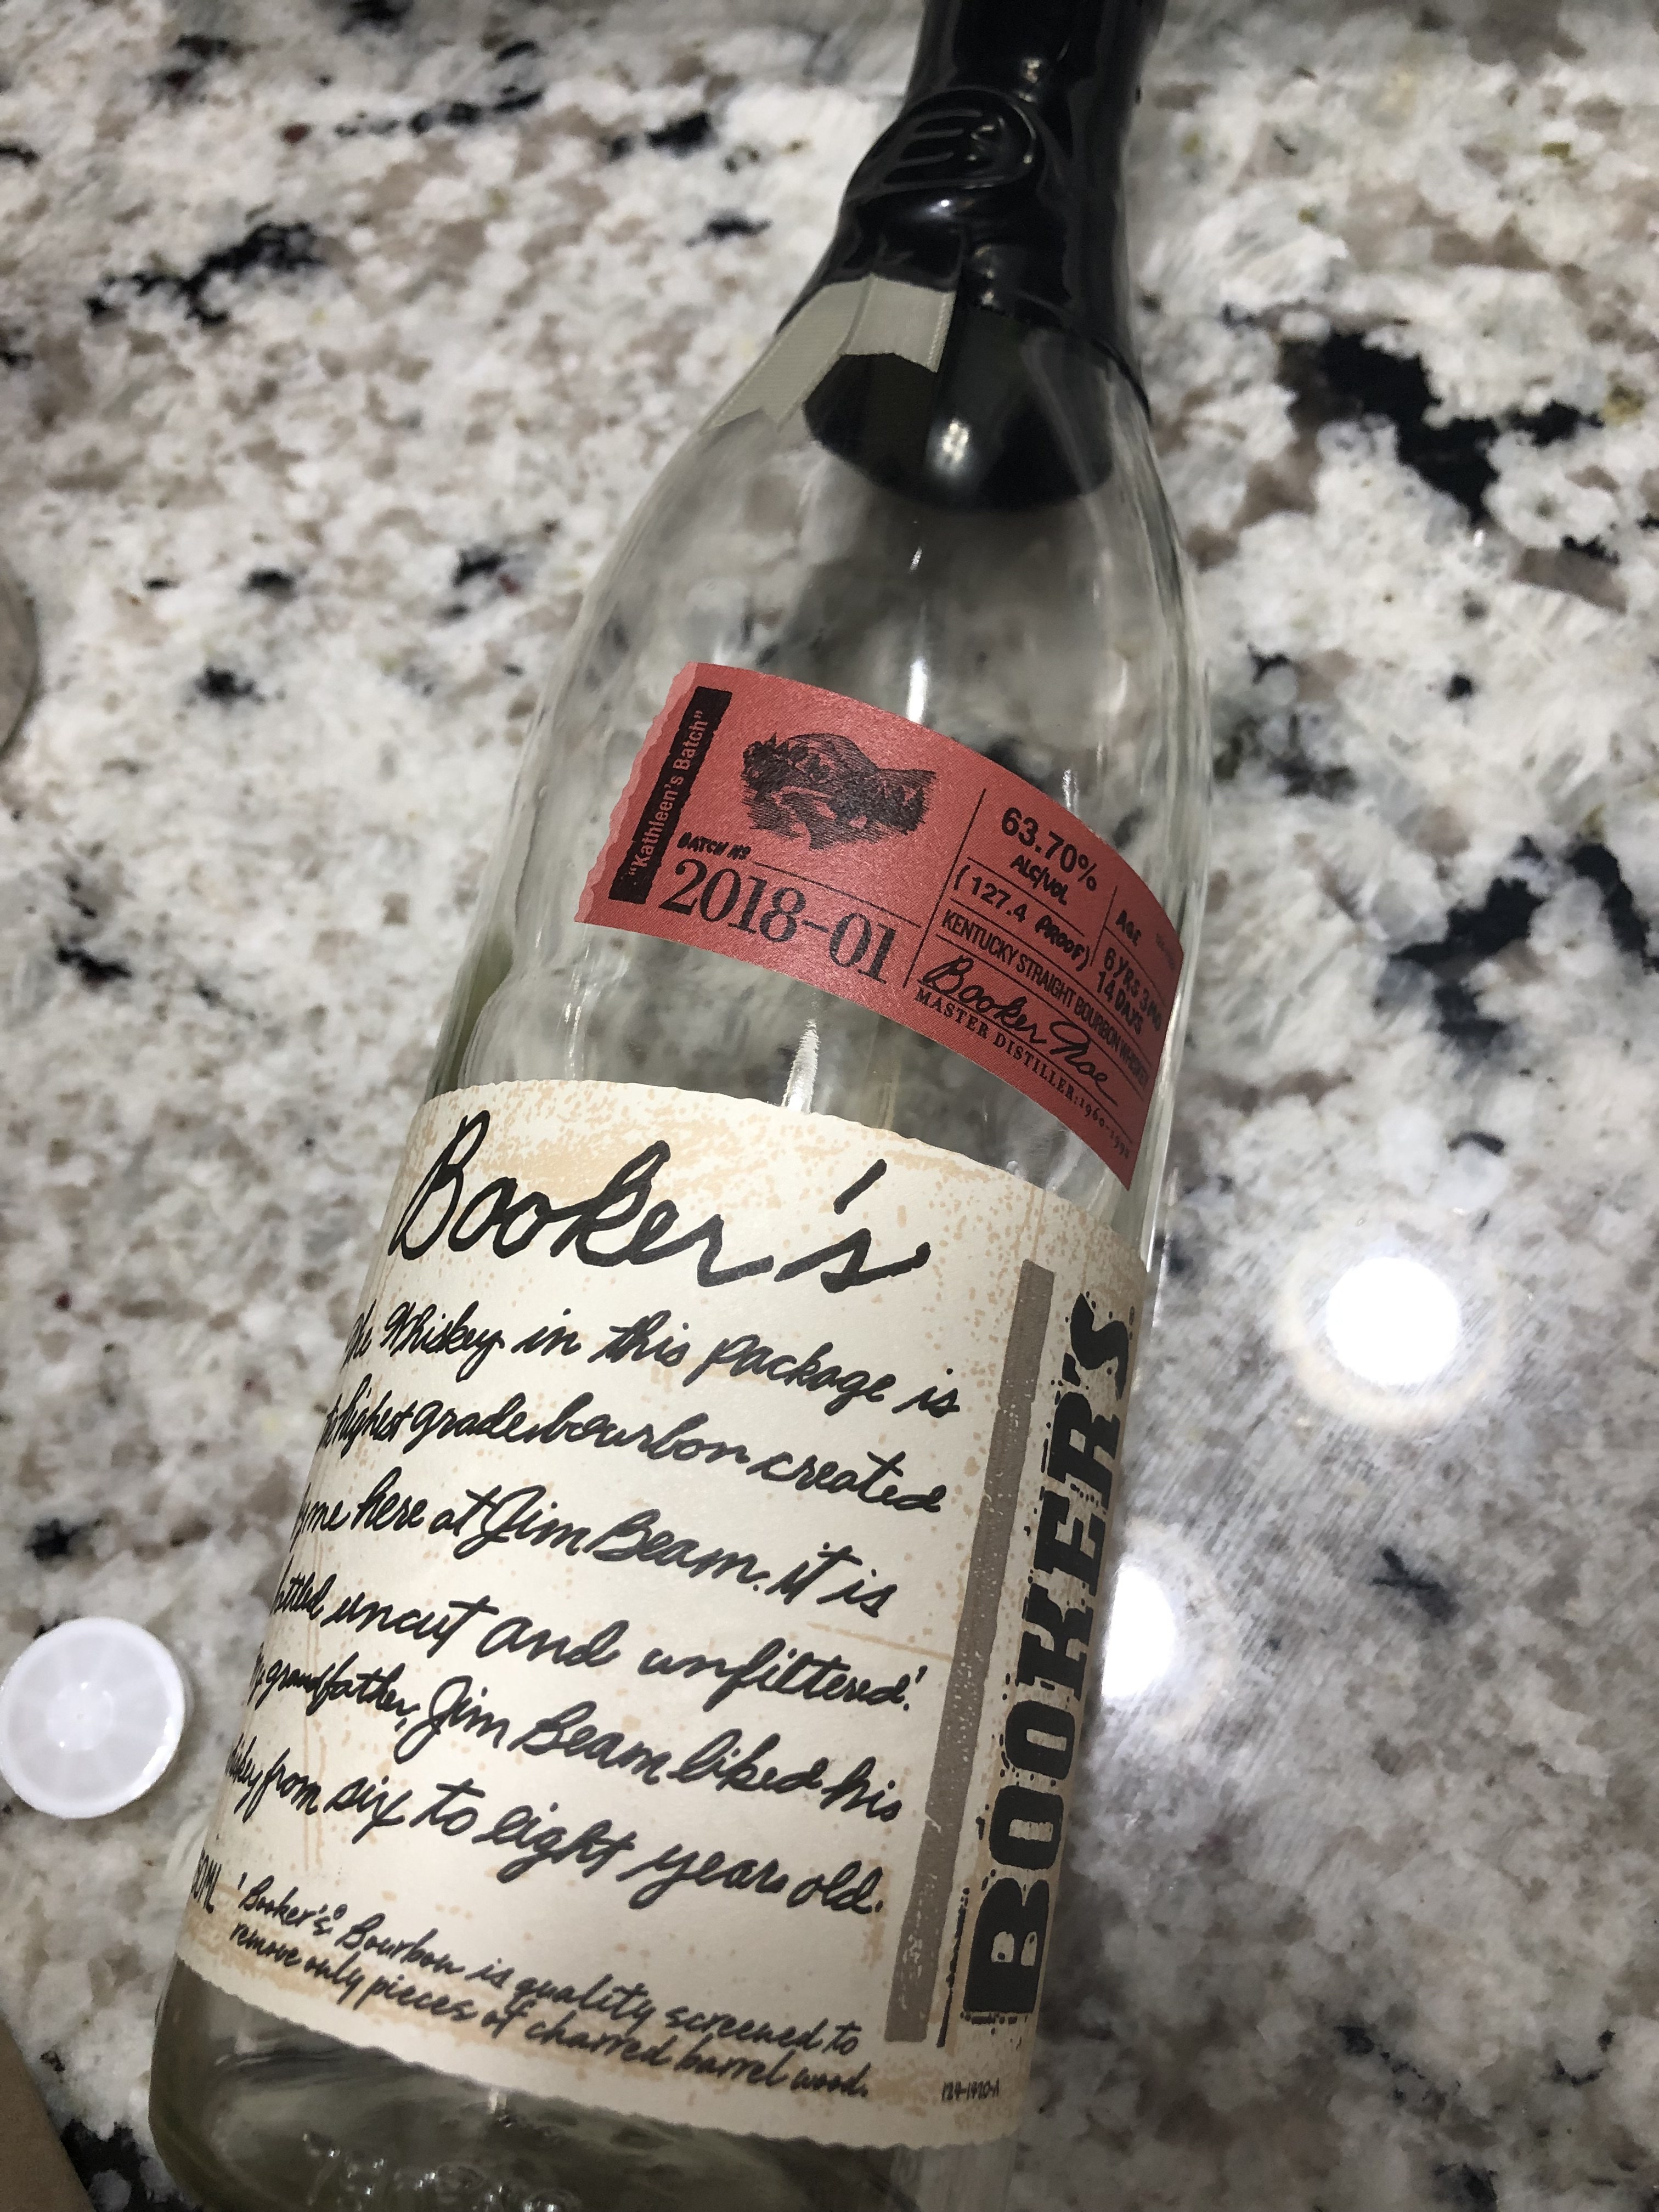 "Kathleen's Batch"
BATCH Nº
2018-01
63.70%
ALC/VOL
(127.4 PROOF)
AGE
6 YRS 3 MO
14 DAYS
KENTUCKY STRAIGHT BOURBON WHISKEY
Booker Noe
MASTER DISTILLER: 1960-1992
Booker's
The Whiskey in this package is
highest grade bourbon created
by me here at Jim Beam. it is
bottled uncut and unfiltered!
My grandfather, Jim Beam liked his
whiskey from six to eight years old.
'Booker's® Bourbon is quality screened to
remove only pieces of charred barrel wood.
BOOKER'S